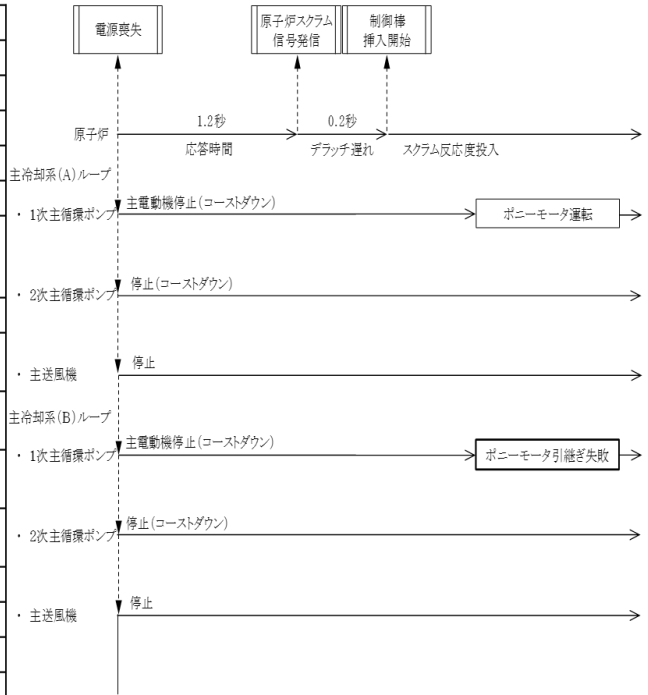 電源喪失
原子炉スクラム
信号発信
制御棒
挿入開始
原子炉
1.2秒
応答時間
0.2秒
デラッチ遅れ
スクラム反応度投入
主冷却系(A)ループ
・ 1次主循環ポンプ
主電動機停止(コーストダウン)
ポニーモータ運転
・ 2次主循環ポンプ
停止(コーストダウン)
・ 主送風機
停止
主冷却系(B)ループ
・ 1次主循環ポンプ
主電動機停止(コーストダウン)
ポニーモータ引継ぎ失敗
・ 2次主循環ポンプ
停止(コーストダウン)
・ 主送風機
停止